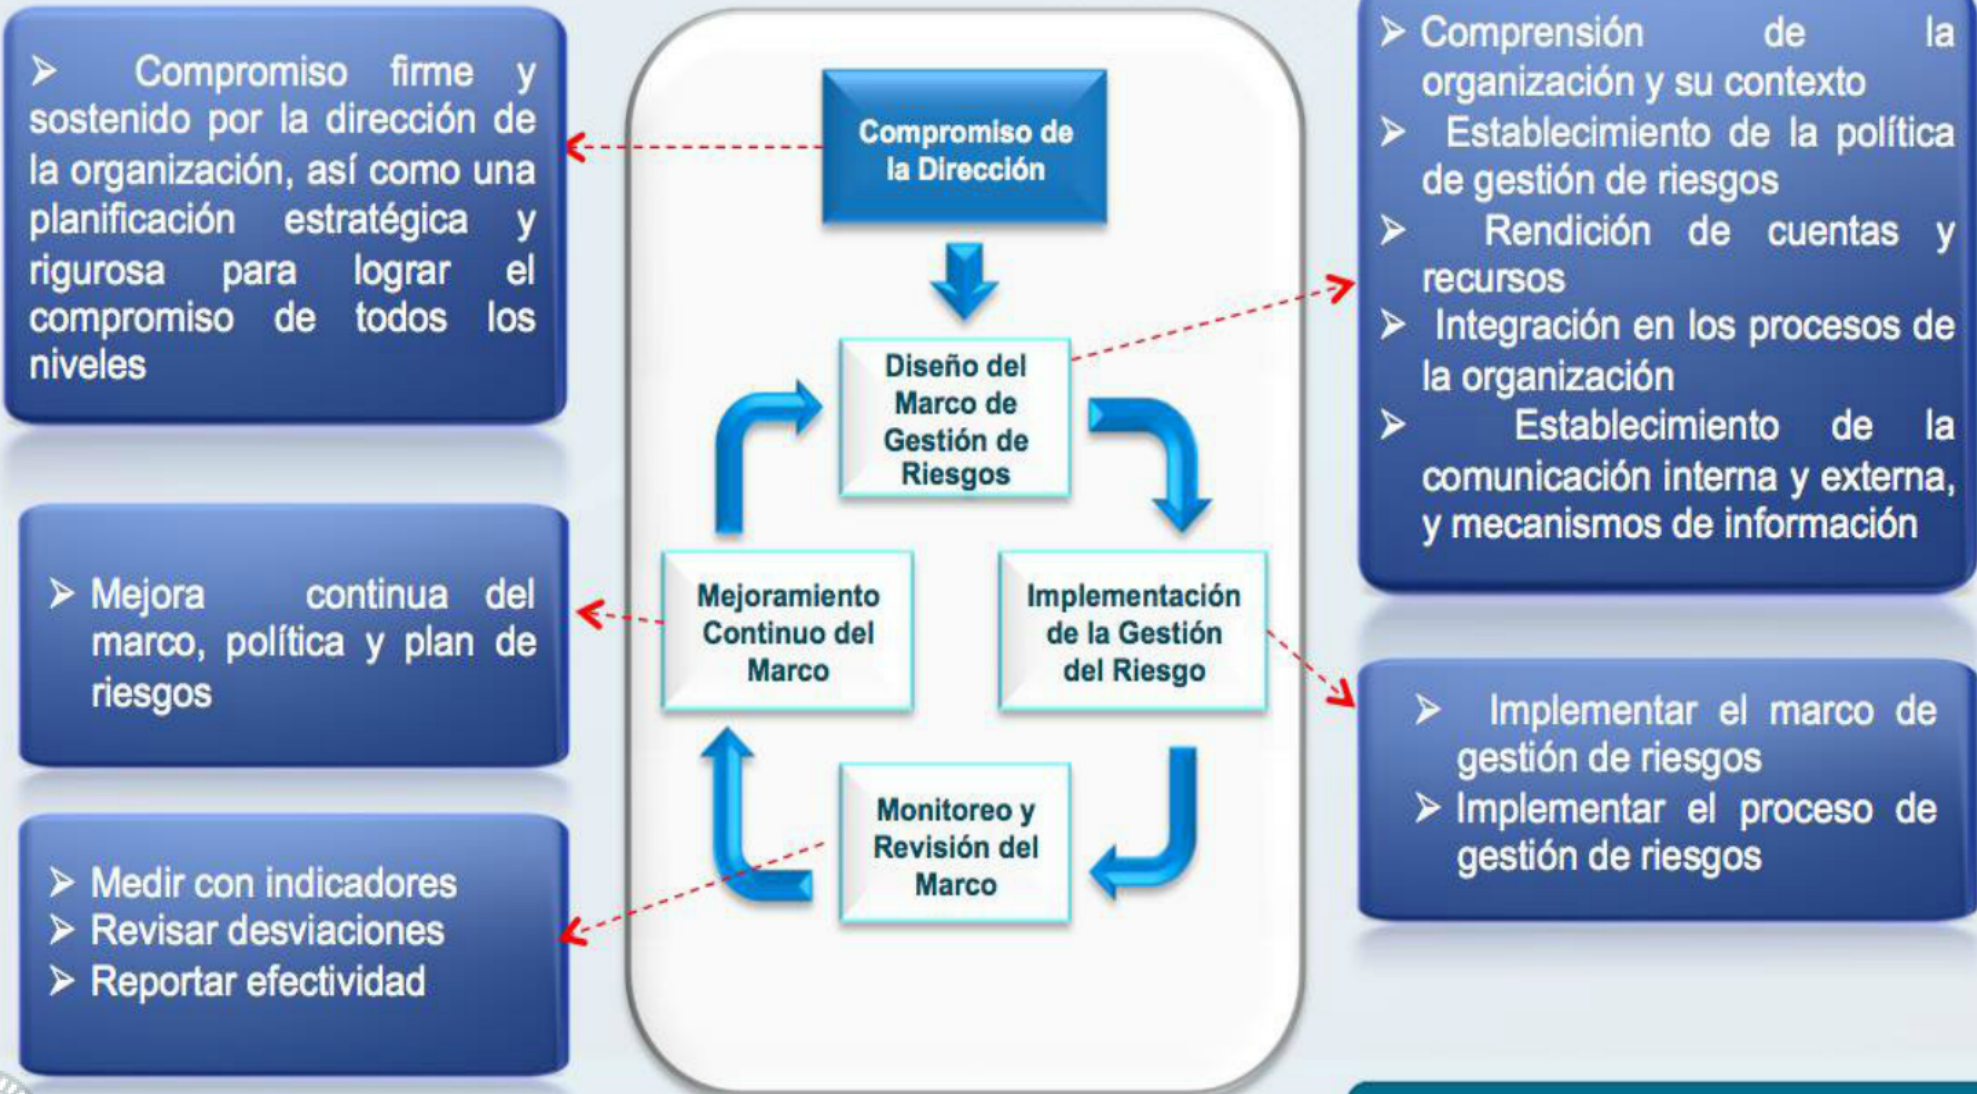 ➢ Compromiso firme y
sostenido por la dirección de
la organización, así como una
planificación estratégica y
rigurosa para lograr el
compromiso de todos los
niveles
➢ Mejora continua del
marco, política y plan de
riesgos
➢ Medir con indicadores
➢ Revisar desviaciones
➢ Reportar efectividad
Compromiso de
la Dirección
Diseño del
Marco de
Gestión de
Riesgos
Mejoramiento
Continuo del
Marco
Implementación
de la Gestión
del Riesgo
Monitoreo y
Revisión del
Marco
➢ Comprensión de la
organización y su contexto
➢ Establecimiento de la política
de gestión de riesgos
➢ Rendición de cuentas y
recursos
➢ Integración en los procesos de
la organización
➢ Establecimiento de la
comunicación interna y externa,
y mecanismos de información
➢ Implementar el marco de
gestión de riesgos
➢ Implementar el proceso de
gestión de riesgos